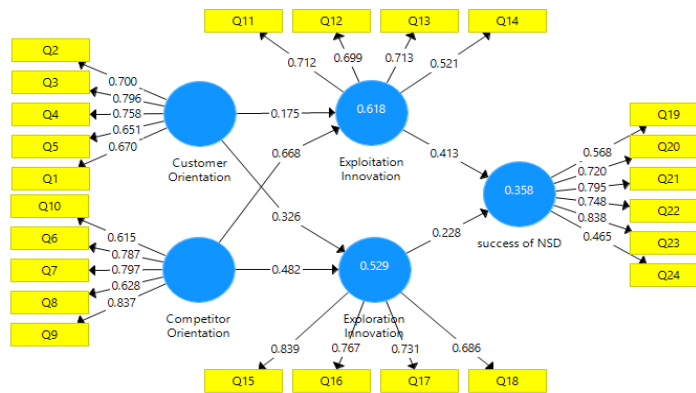 Q11
Q12
Q13
Q14
0.712
0.699
0.713
0.521
Q2
Q3
Q4
Q5
Q1
0.700
0.796
0.758
0.651
0.670
Customer
Orientation
0.175
0.668
0.326
0.482
0.618
Exploitation
Innovation
0.413
0.228
0.358
success of NSD
Q19
Q20
Q21
Q22
Q23
Q24
0.568
0.720
0.795
0.748
0.838
0.465
Q10
Q6
Q7
Q8
Q9
0.615
0.787
0.797
0.628
0.837
Competitor
Orientation
0.529
Exploration
Innovation
0.839
0.767
0.731
0.686
Q15
Q16
Q17
Q18